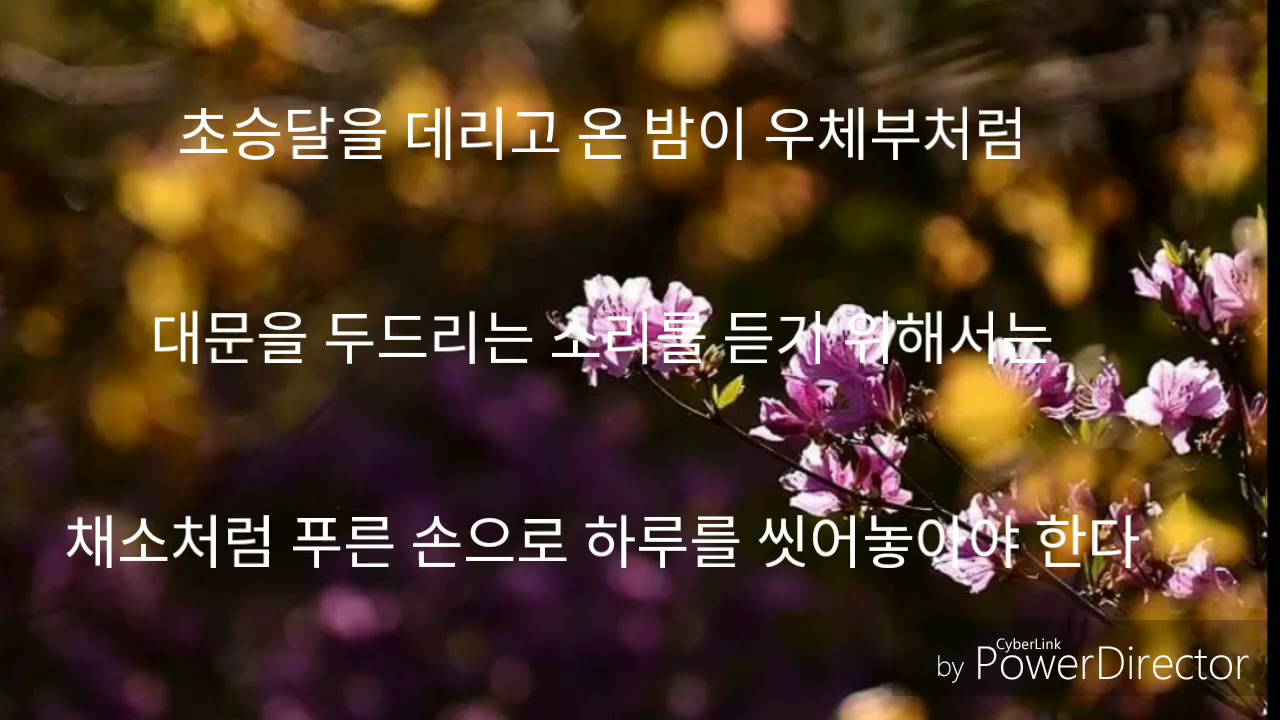 초승달을 데리고 온 밤이 우체부처럼
대문을 두드리는 소리를 듣기 위해서는
채소처럼 푸른 손으로 하루를 씻어놓아야 한다
CyberLink
by PowerDirector